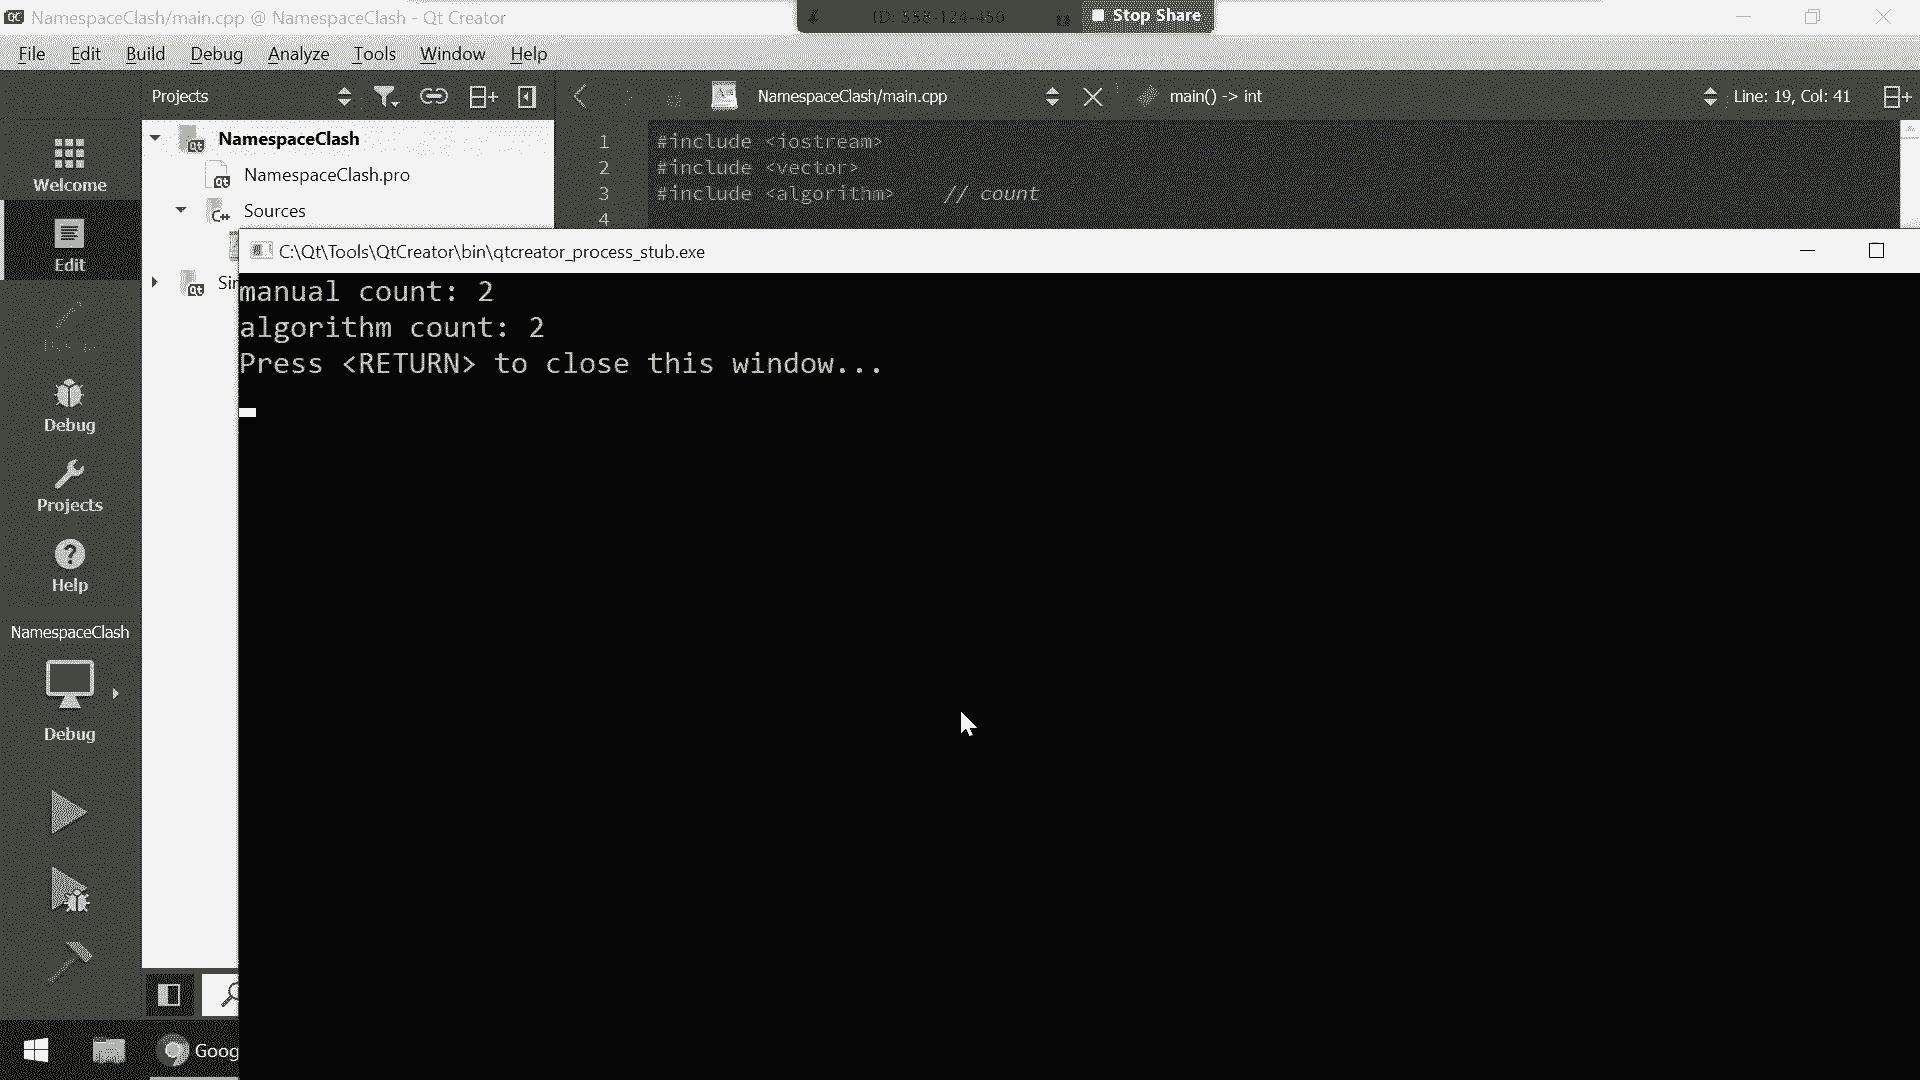 NamespaceClash/main.cpp @ NamespaceClash - Qt Creator
ID: 558-124-450
Stop Share
File Edit Build Debug Analyze Tools Window Help
Projects
NamespaceClash/main.cpp
main() -> int
Line: 19, Col: 41
NamespaceClash
NamespaceClash.pro
Sources
Sin
1 #include <iostream>
2 #include <vector>
3 #include <algorithm> // count
4
Welcome
Edit
Debug
Projects
Help
NamespaceClash
Debug
C:\Qt\Tools\QtCreator\bin\qtcreator_process_stub.exe
manual count: 2
algorithm count: 2
Press <RETURN> to close this window...
Goog